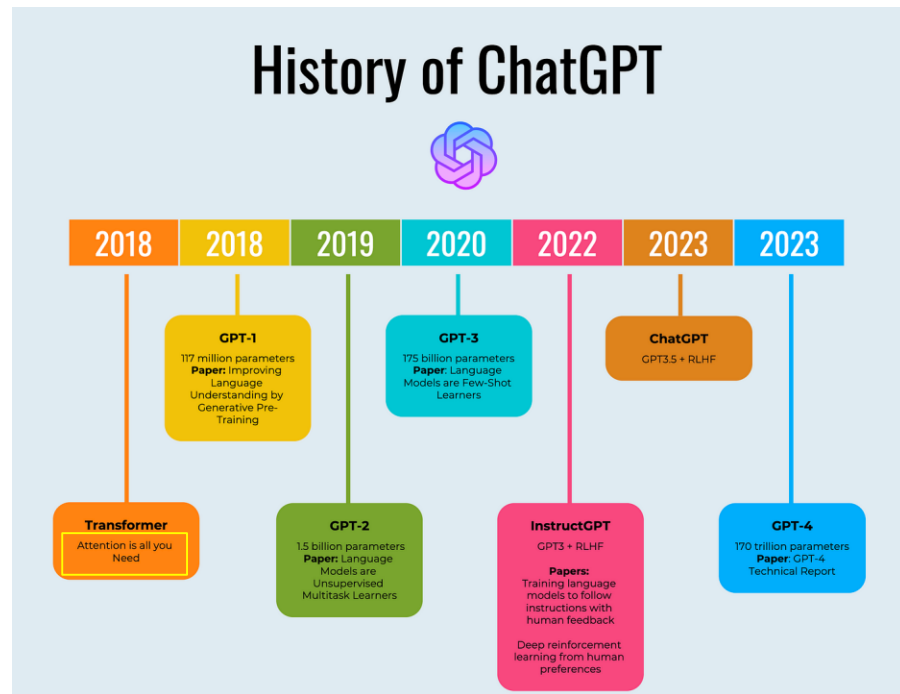 History of ChatGPT
2018
2018
2019
2020
2022
2023
2023
GPT-1
117 million parameters
Paper: Improving
Language
Understanding by
Generative Pre-
Training
GPT-3
175 billion parameters
Paper: Language
Models are Few-Shot
Learners
ChatGPT
GPT3.5 + RLHF
Transformer
Attention is all you
Need
GPT-2
1.5 billion parameters
Paper: Language
Models are
Unsupervised
Multitask Learners
InstructGPT
GPT3 + RLHF
Papers:
Training language
models to follow
instructions with
human feedback
Deep reinforcement
learning from human
preferences
GPT-4
170 trillion parameters
Paper: GPT-4
Technical Report